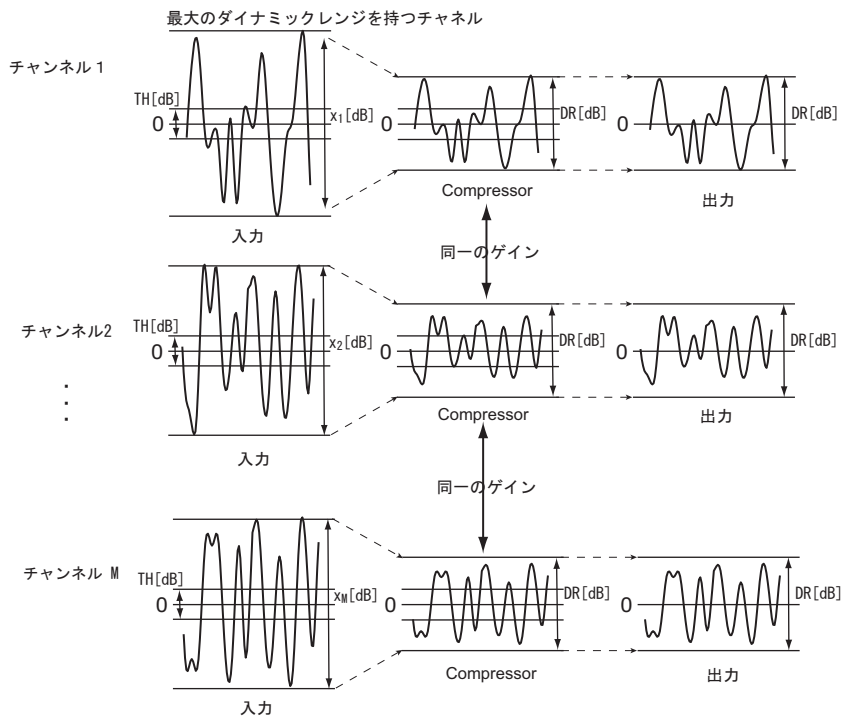 最大のダイナミックレンジを持つチャネル
チャンネル 1
TH[dB]
0
x₁[dB]
入力
0
DR[dB]
Compressor
0
DR[dB]
出力
同一のゲイン
チャンネル2
TH[dB]
0
x₂[dB]
入力
0
DR[dB]
Compressor
0
DR[dB]
出力
同一のゲイン
チャンネル M
TH[dB]
0
x_M[dB]
入力
0
DR[dB]
Compressor
0
DR[dB]
出力